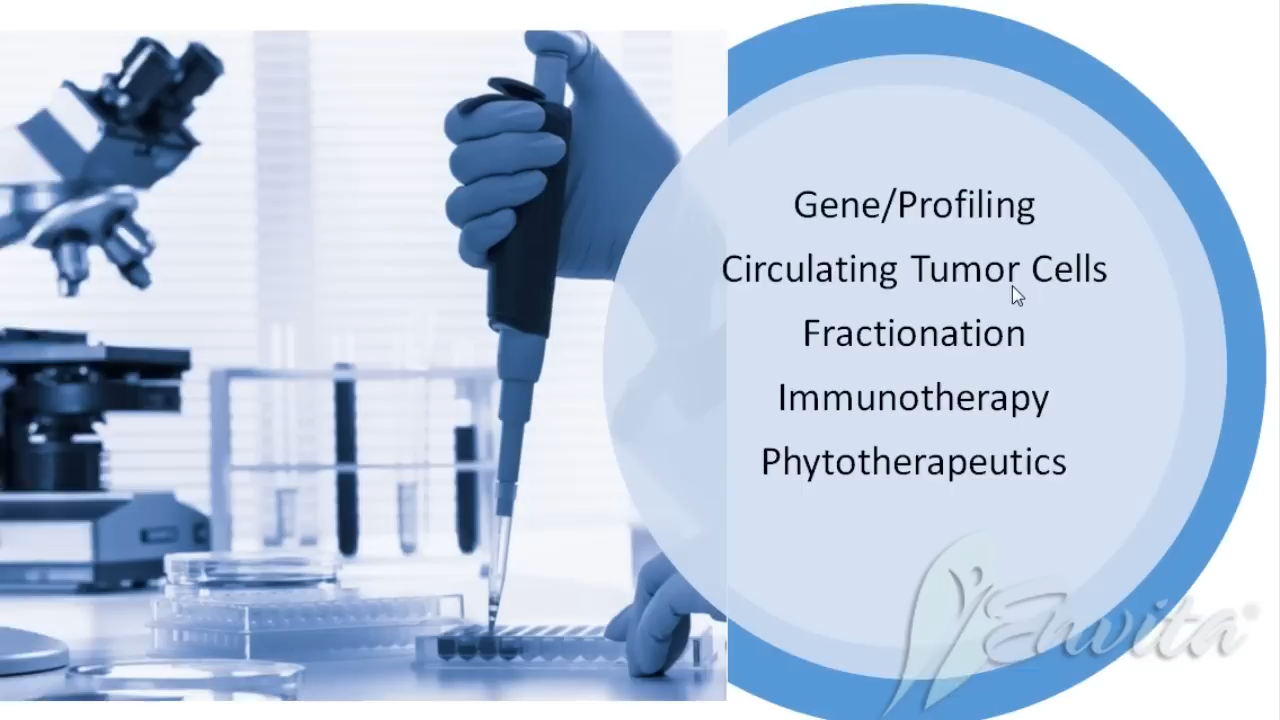 Gene/Profiling
Circulating Tumor Cells
Fractionation
Immunotherapy
Phytotherapeutics
Envita®